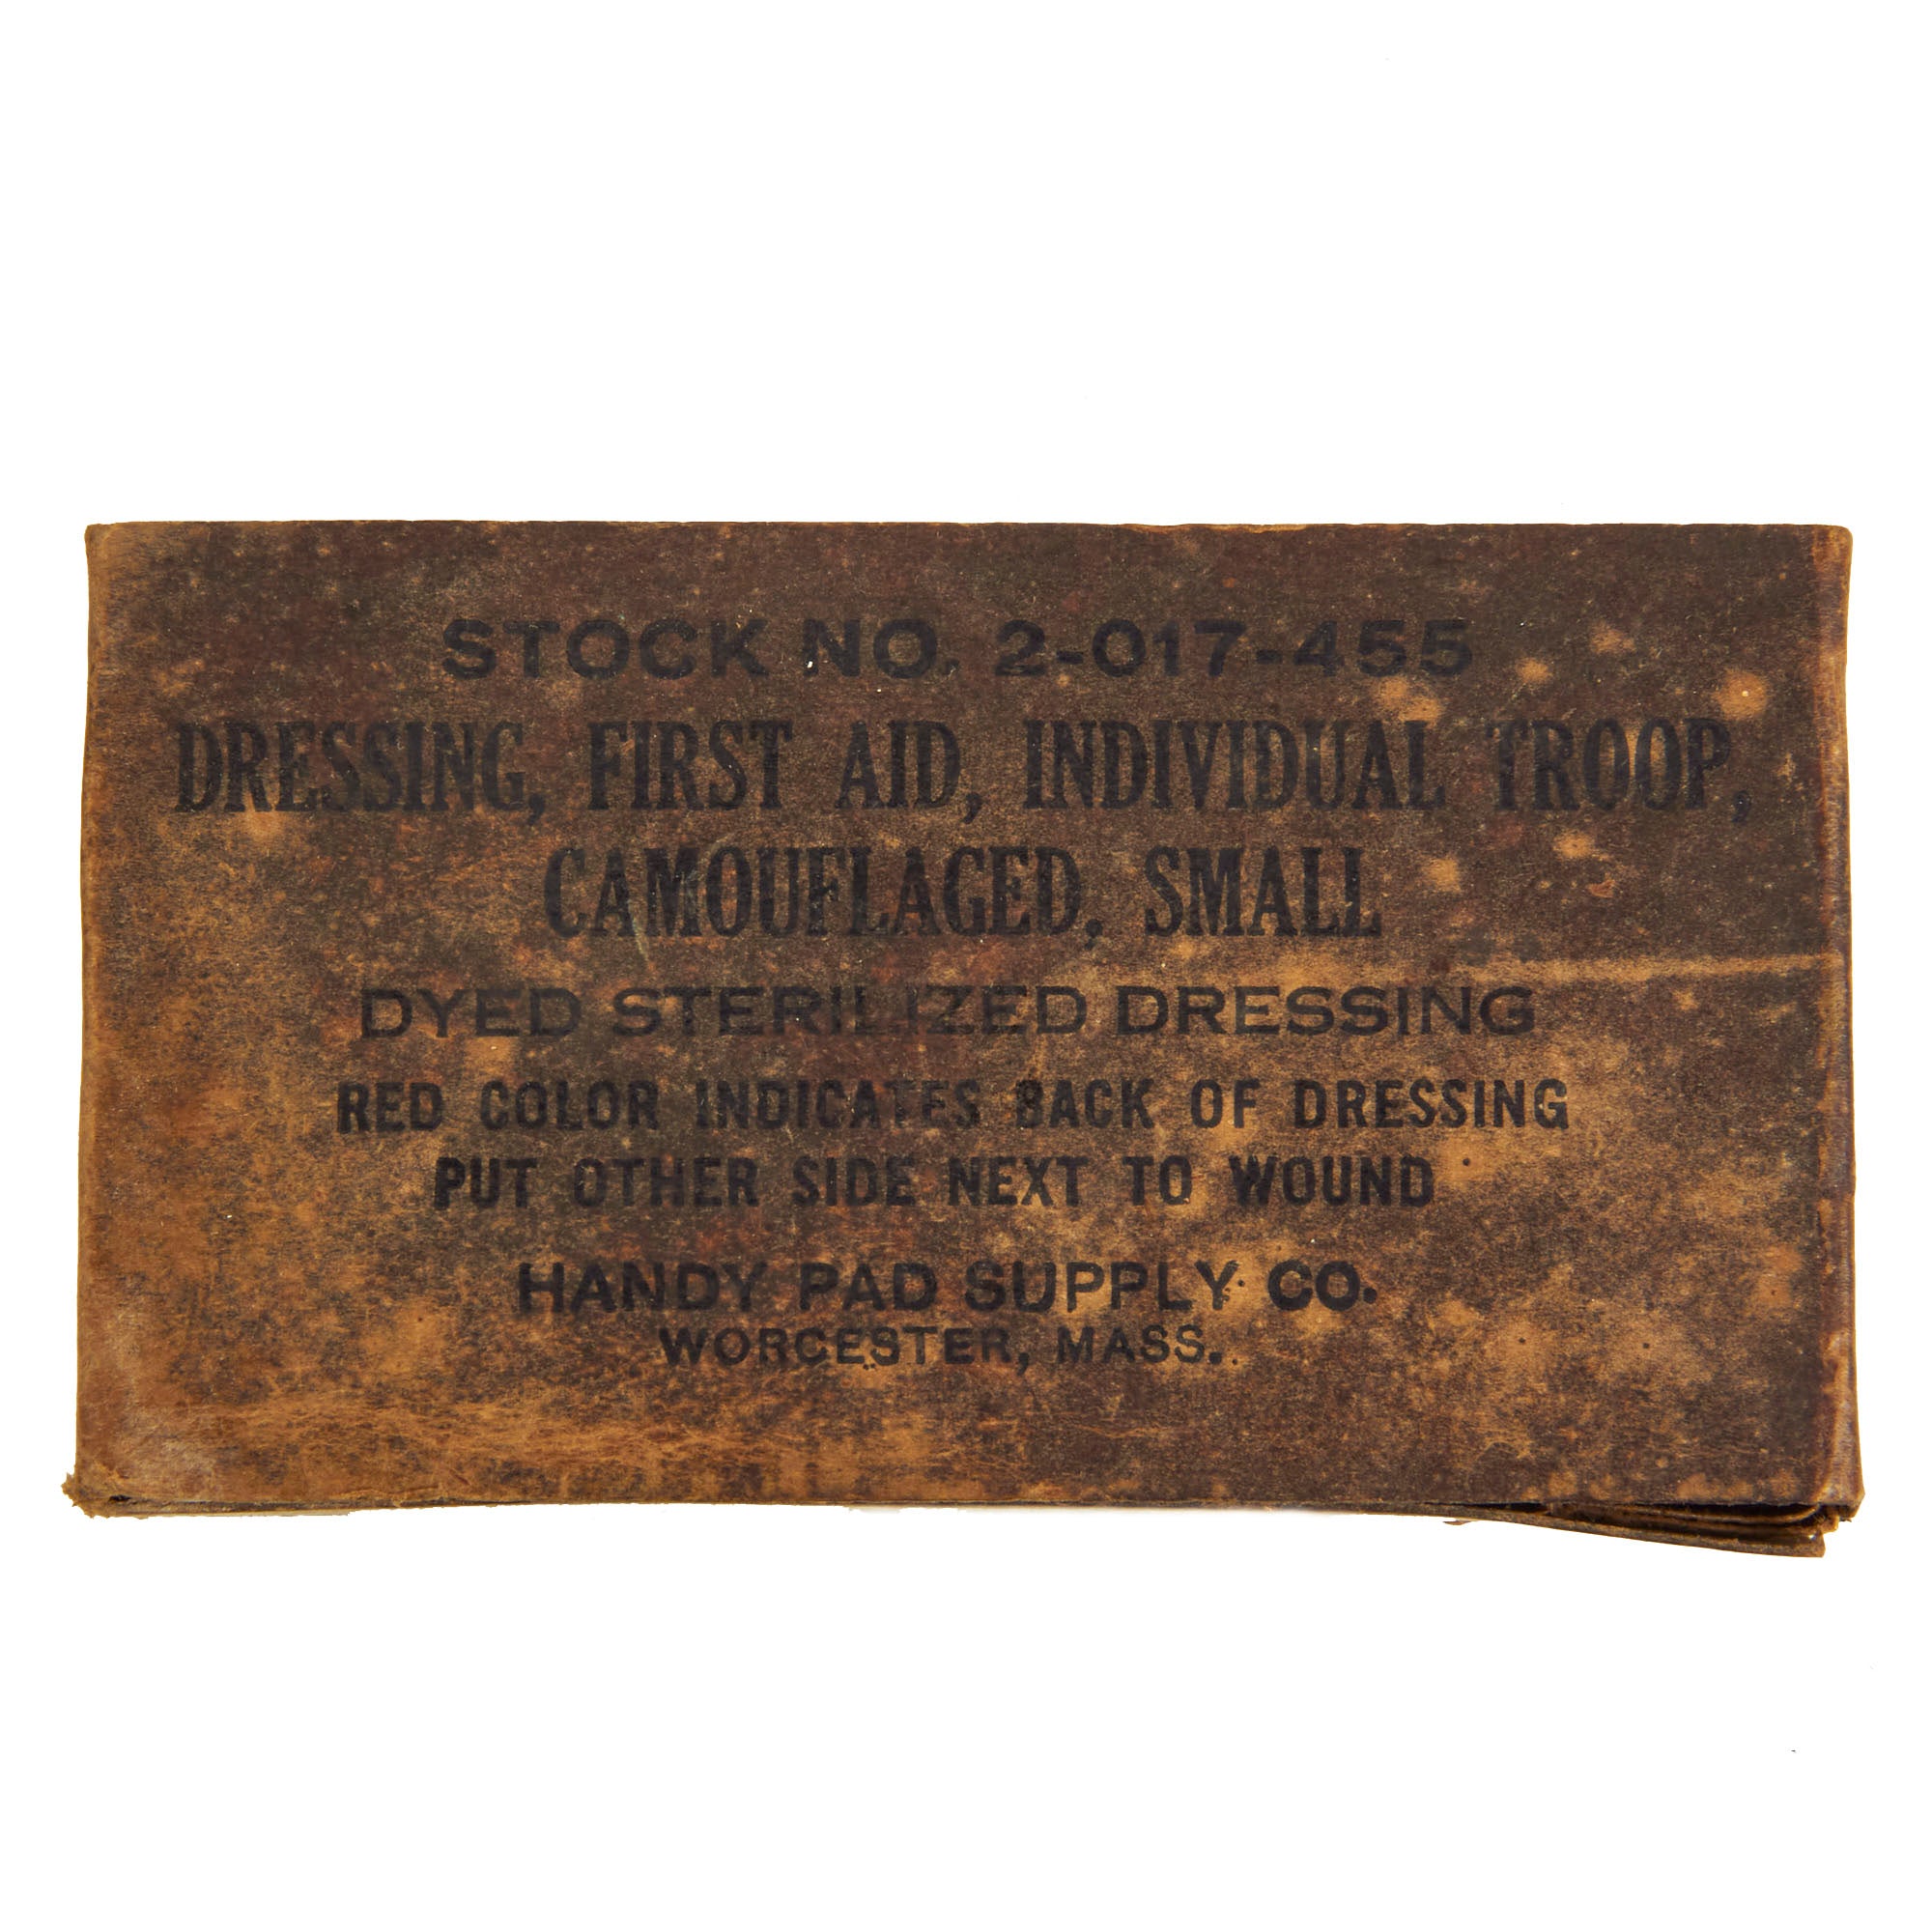 STOCK NO. 2-017-455
DRESSING, FIRST AID, INDIVIDUAL TROOP,
CAMOUFLAGED, SMALL
DYED STERILIZED DRESSING
RED COLOR INDICATES BACK OF DRESSING
PUT OTHER SIDE NEXT TO WOUND
HANDY PAD SUPPLY CO.
WORCESTER, MASS.